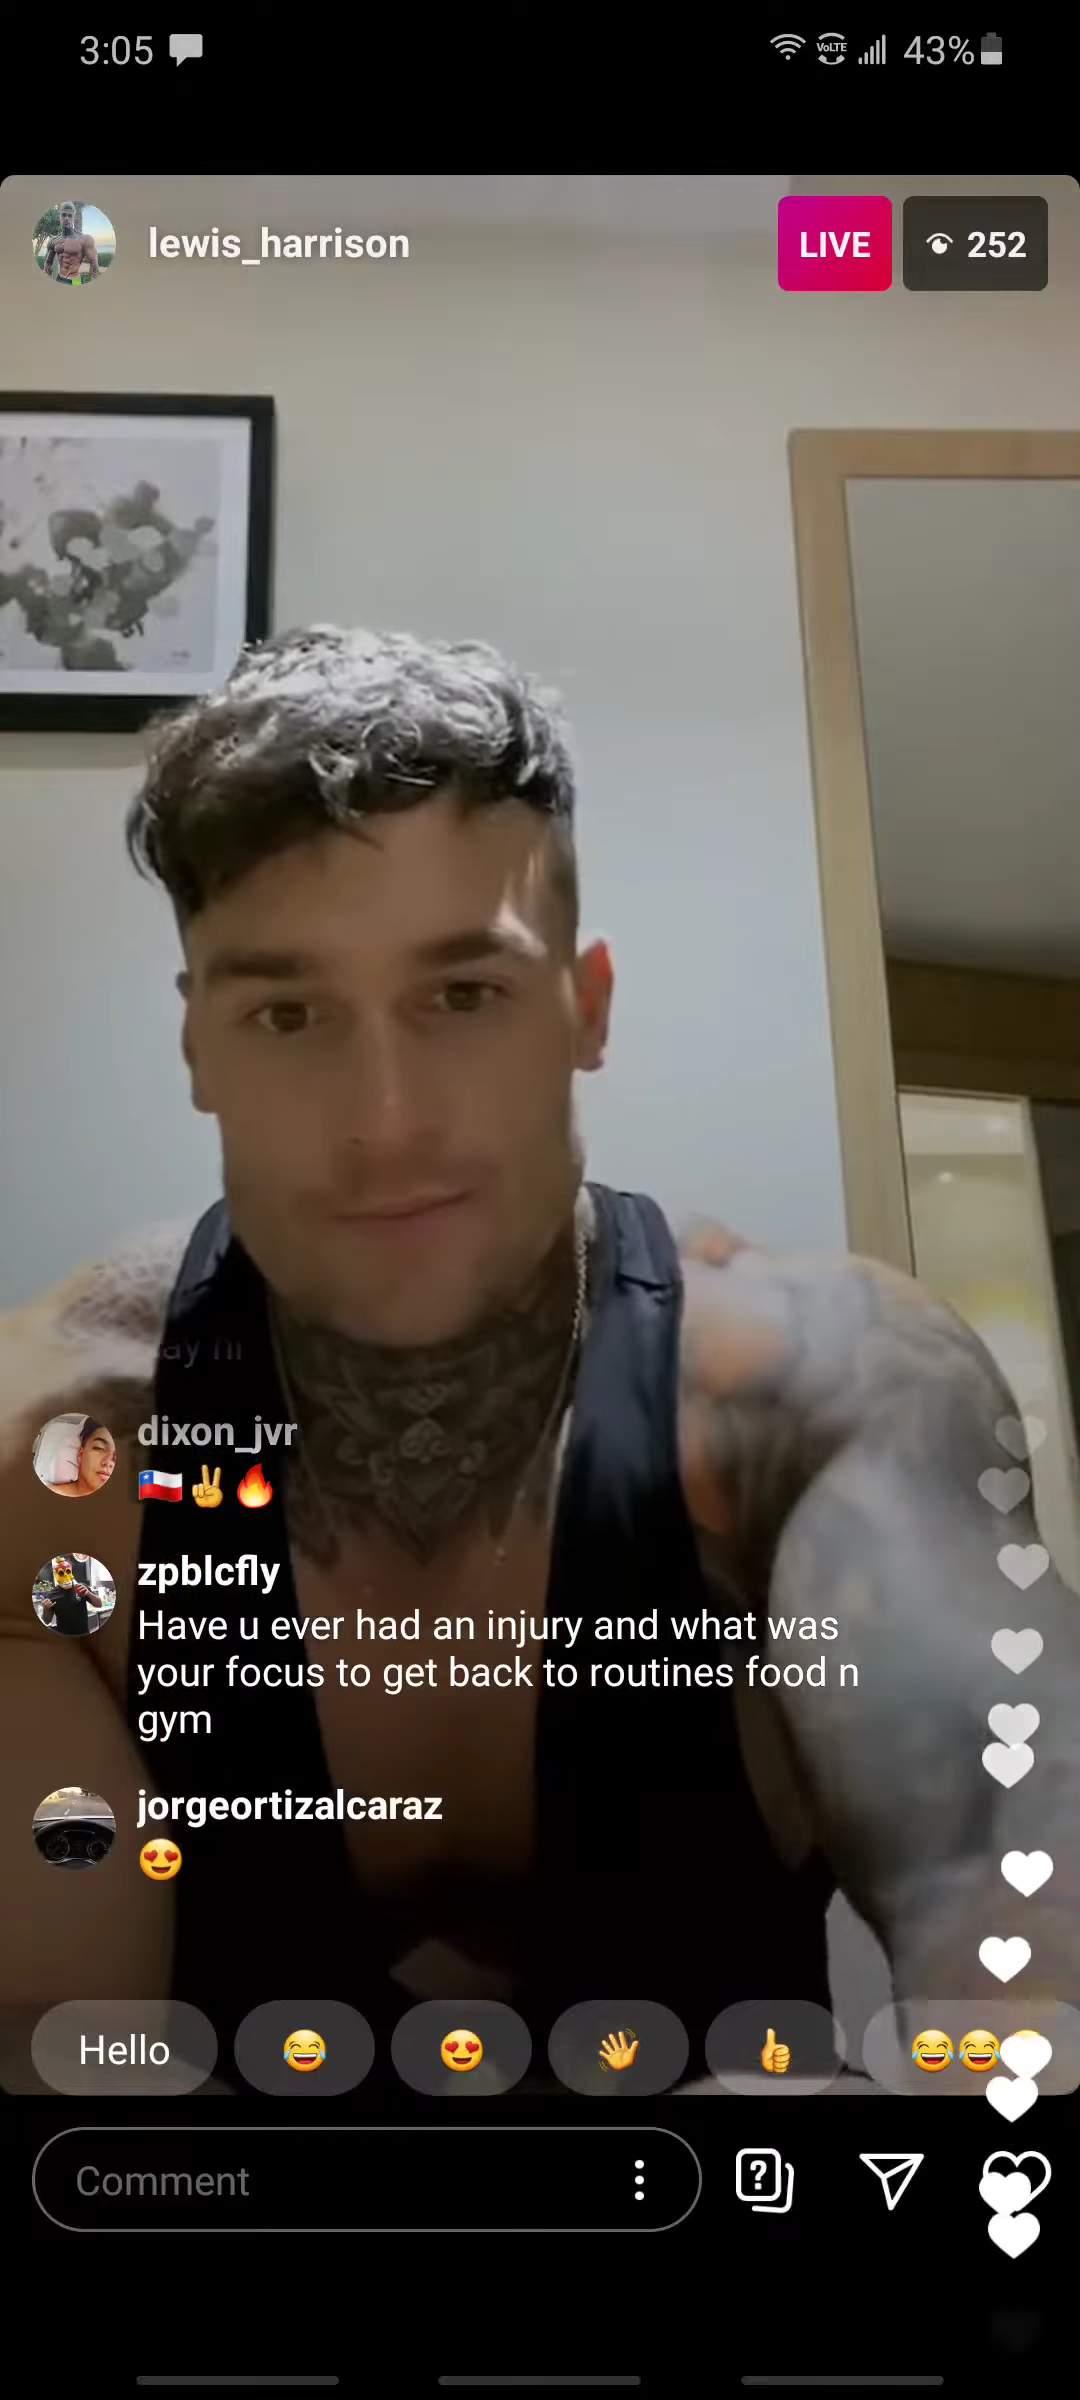 3:05
VoLTE
43%
lewis_harrison
LIVE
252
dixon_jvr
🇨🇱✌️🔥
zpblcfly
Have u ever had an injury and what was
your focus to get back to routines food n
gym
jorgeortizalcaraz
😍
Hello 😂 😍 👋 👍 😂😂
Comment